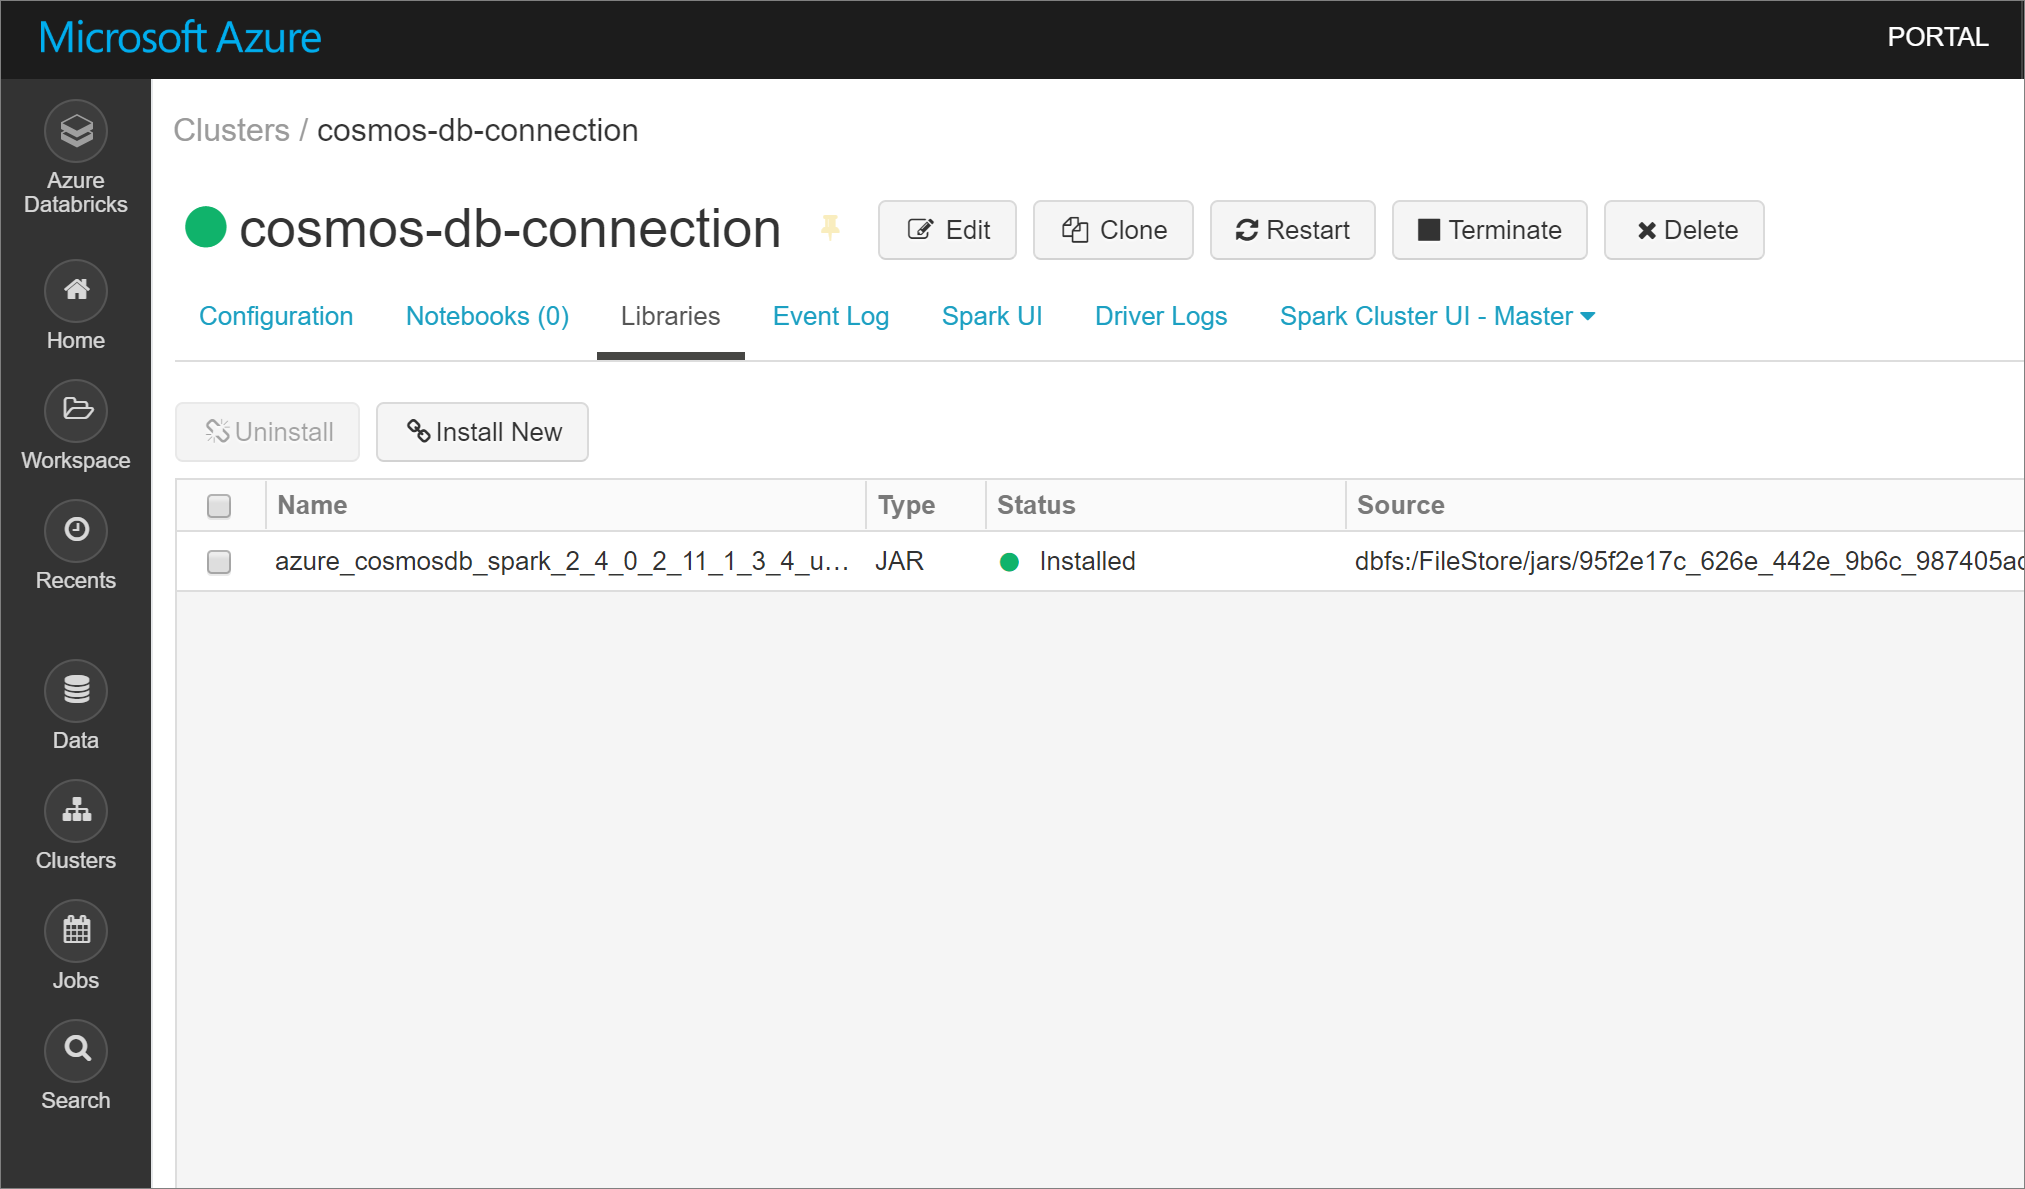 Microsoft Azure
PORTAL
Azure
Databricks
Home
Workspace
Recents
Data
Clusters
Jobs
Search
Clusters / cosmos-db-connection
cosmos-db-connection
Edit
Clone
Restart
Terminate
Delete
Configuration
Notebooks (0)
Libraries
Event Log
Spark UI
Driver Logs
Spark Cluster UI - Master
Uninstall
Install New
Name Type Status Source
azure_cosmosdb_spark_2_4_0_2_11_1_3_4_u... JAR Installed dbfs:/FileStore/jars/95f2e17c_626e_442e_9b6c_987405a